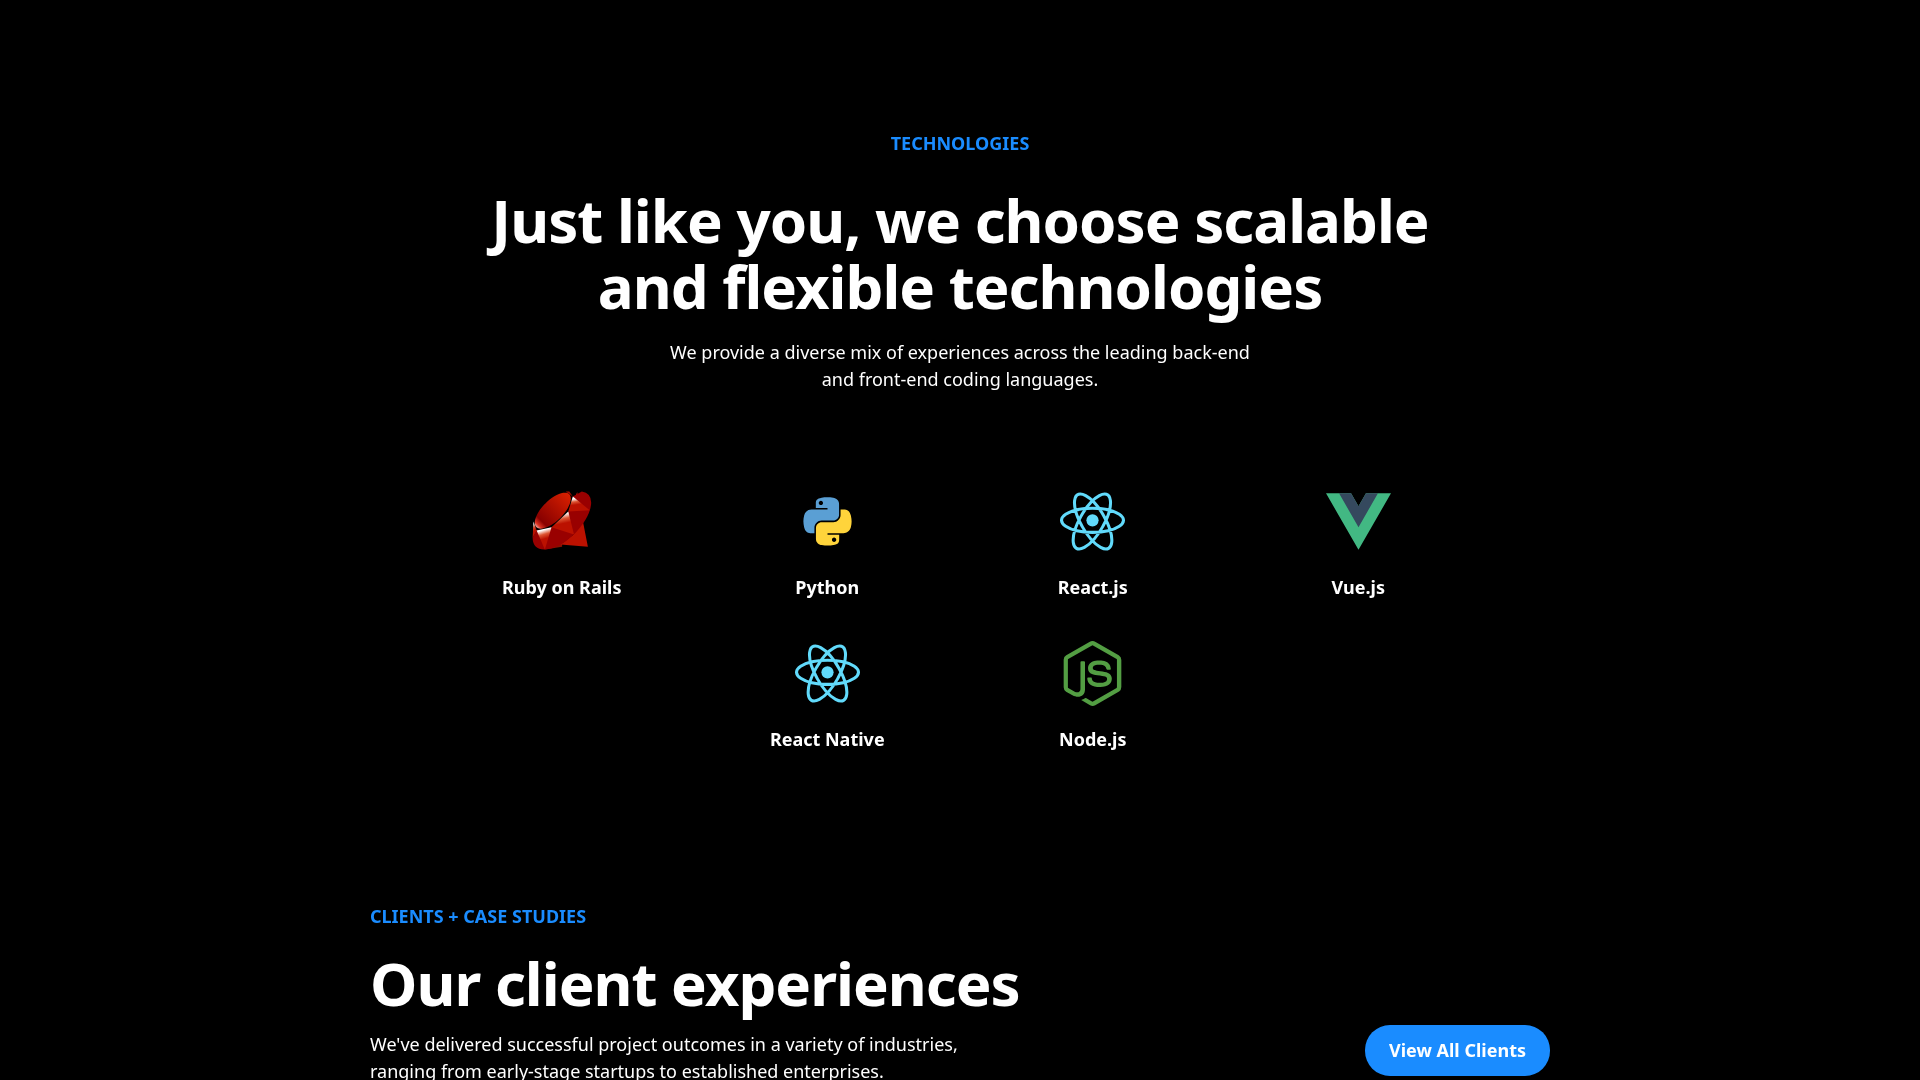 TECHNOLOGIES
Just like you, we choose scalable
and flexible technologies
We provide a diverse mix of experiences across the leading back-end
and front-end coding languages.
Ruby on Rails
Python
React.js
Vue.js
JS
React Native
Node.js
CLIENTS + CASE STUDIES
Our client experiences
We've delivered successful project outcomes in a variety of industries,
ranging from early-stage startups to established enterprises.
View All Clients